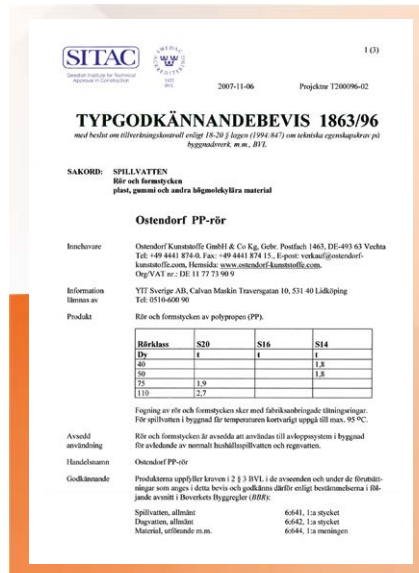 1 (3)
SITAC
Swedish Institute for Technical
Approval in Construction
SWEDAC
ACKREDITERING
2007-11-06 Projektnr T200096-02
TYPGODKÄNNANDEBEVIS 1863/96
med beslut om tillverkningskontroll enligt 18-20 § lagen (1994:847) om tekniska egenskapskrav på
byggnadsverk, m.m., BVL
SAKORD: SPILLVATTEN
Rör och formstycken
plast, gummi och andra högmolekylära material
Ostendorf PP-rör
Innehavare Ostendorf Kunststoffe GmbH & Co Kg, Gebr. Postfach 1463, DE-493 63 Vechta
Tel: +49 4441 874-0. Fax: +49 4441 874 15., E-post: verkauf@ostendorf-
kunststoffe.com, Hemsida: www.ostendorf-kunststoffe.com,
Org/VAT nr.: DE 11 77 73 90 9
Information YIT Sverige AB, Calvan Maskin Traversgatan 10, 531 40 Lidköping
lämnas av Tel: 0510-600 90
Produkt Rör och formstycken av polypropen (PP).
Rörklass S20 S16 S14
Dy t t t
40 1,8
50 1,8
75 1,9
110 2,7
Fogning av rör och formstycken sker med fabriksanbringade tätningsringar.
För spillvatten i byggnad får temperaturen kortvarigt uppgå till max. 95 °C.
Avsedd Rör och formstycken är avsedda att användas till avloppssystem i byggnad
användning för avledande av normalt hushållsspillvatten och regnvatten.
Handelsnamn Ostendorf PP-rör
Godkännande Produkterna uppfyller kraven i 2 § 3 BVL i de avseenden och under de förutsätt-
ningar som anges i detta bevis och godkänns därför enligt bestämmelserna i föl-
jande avsnitt i Boverkets Byggregler (BBR):
Spillvatten, allmänt 6:641, 1:a stycket
Dagvatten, allmänt 6:642, 1:a stycket
Material, utförande m.m. 6:644, 1:a meningen